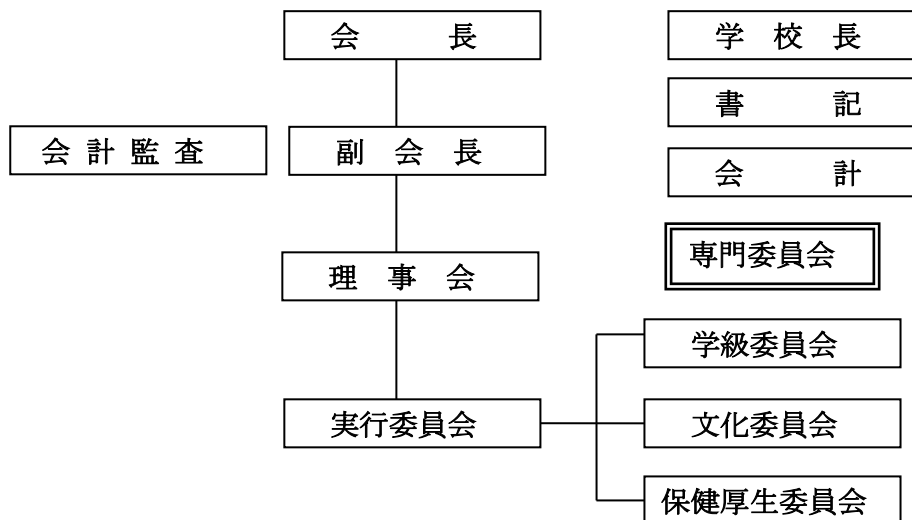 会長
学校長
書記
会計監査
副会長
会計
専門委員会
理事会
学級委員会
実行委員会
文化委員会
保健厚生委員会